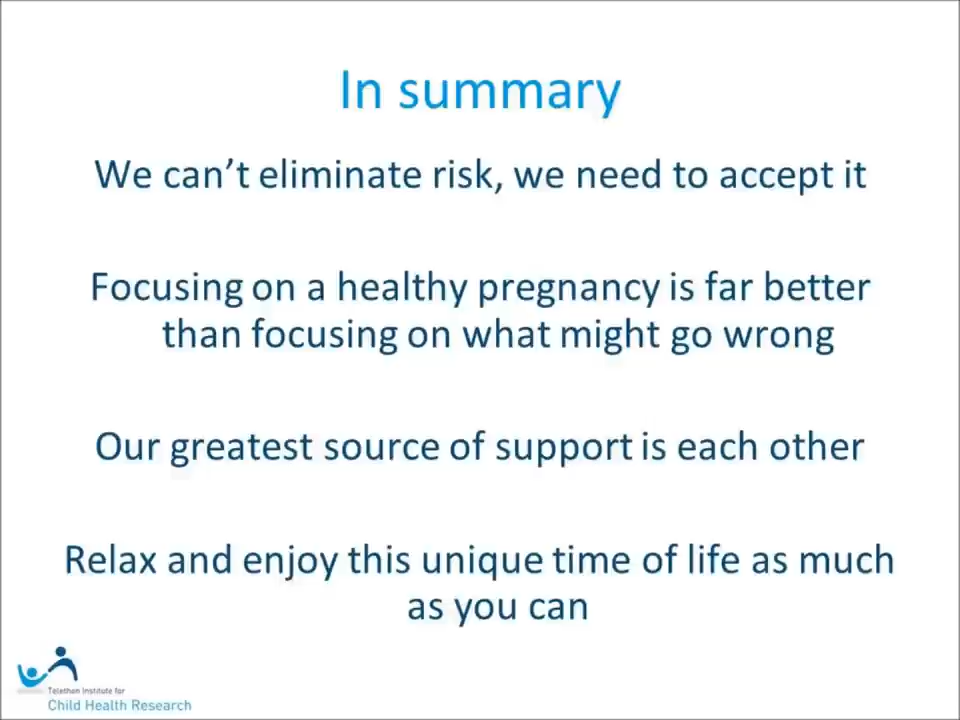 In summary
We can’t eliminate risk, we need to accept it
Focusing on a healthy pregnancy is far better
than focusing on what might go wrong
Our greatest source of support is each other
Relax and enjoy this unique time of life as much
as you can
Telethon Institute for
Child Health Research